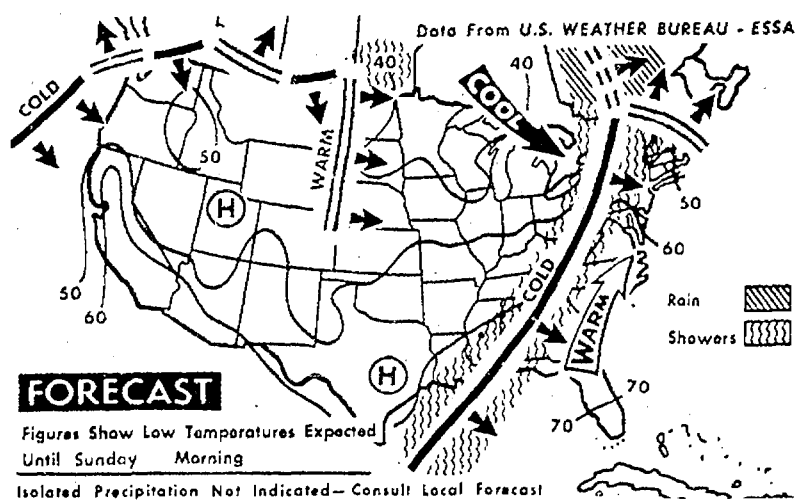 Data From U.S. WEATHER BUREAU - ESSA
L
COLD
40
40
COOL
50
WARM
H
50
60
50
60
COLD
WARM
Rain
Showers
H
70
70
FORECAST
Figures Show Low Temperatures Expected
Until Sunday Morning
Isolated Precipitation Not Indicated— Consult Local Forecast